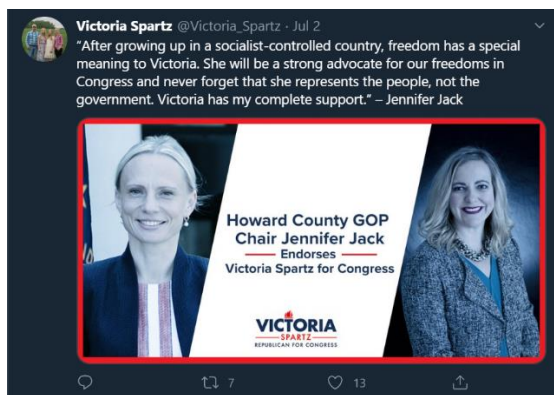 Victoria Spartz @Victoria_Spartz · Jul 2
“After growing up in a socialist-controlled country, freedom has a special
meaning to Victoria. She will be a strong advocate for our freedoms in
Congress and never forget that she represents the people, not the
government. Victoria has my complete support.” – Jennifer Jack
Howard County GOP
Chair Jennifer Jack
Endorses
Victoria Spartz for Congress
VICTORIA
SPARTZ
REPUBLICAN FOR CONGRESS
7
13